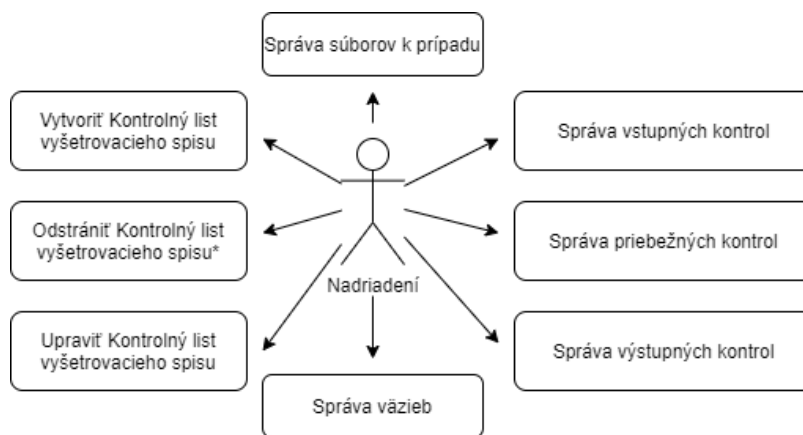 Správa súborov k prípadu
Vytvoriť Kontrolný list
vyšetrovacieho spisu
Správa vstupných kontrol
Odstrániť Kontrolný list
vyšetrovacieho spisu*
Správa priebežných kontrol
Nadriadení
Upraviť Kontrolný list
vyšetrovacieho spisu
Správa výstupných kontrol
Správa väzieb